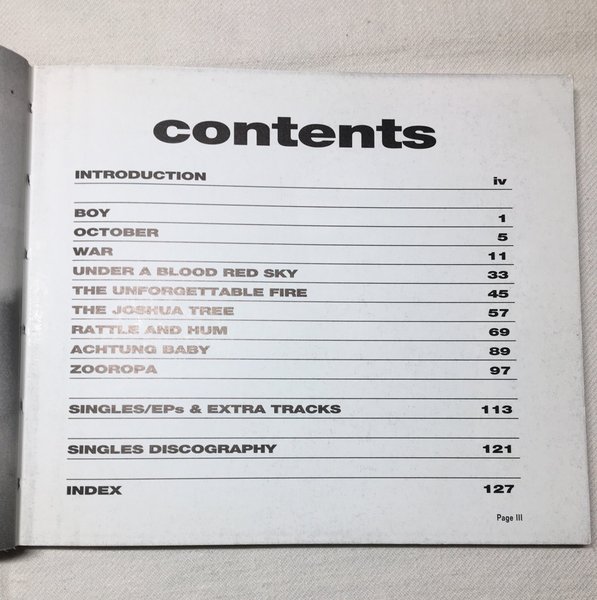 contents
INTRODUCTION iv
BOY 1
OCTOBER 5
WAR 11
UNDER A BLOOD RED SKY 33
THE UNFORGETTABLE FIRE 45
THE JOSHUA TREE 57
RATTLE AND HUM 69
ACHTUNG BABY 89
ZOOROPA 97
SINGLES/EPs & EXTRA TRACKS 113
SINGLES DISCOGRAPHY 121
INDEX 127
Page III